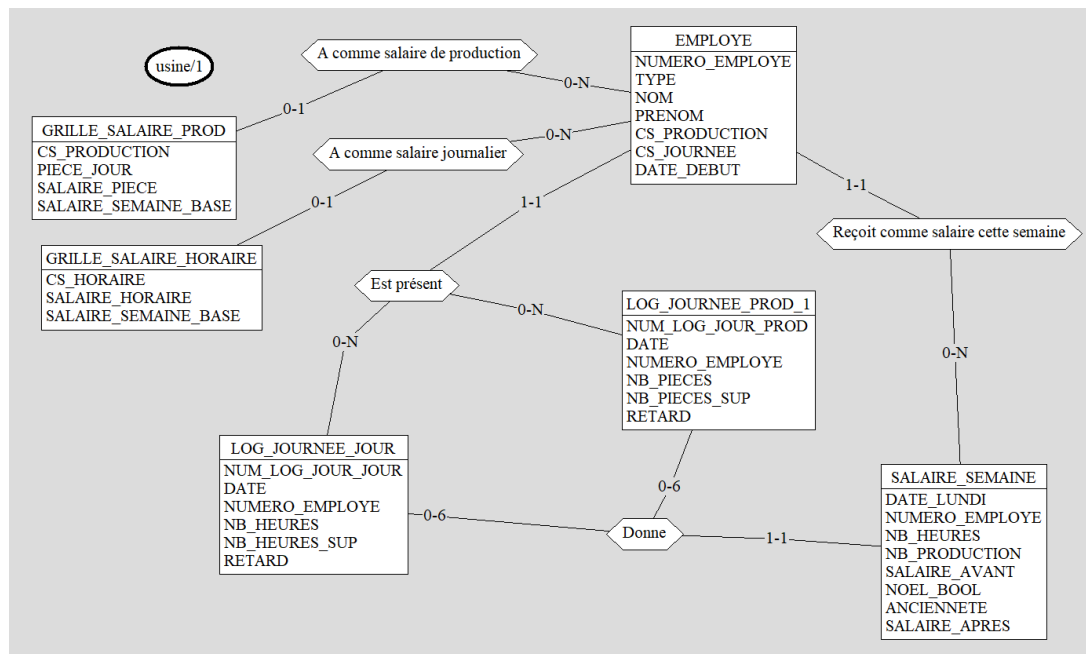 usine/1
A comme salaire de production
0-N
0-1
EMPLOYE
NUMERO_EMPLOYE
TYPE
NOM
PRENOM
CS_PRODUCTION
CS_JOURNEE
DATE_DEBUT
GRILLE_SALAIRE_PROD
CS_PRODUCTION
PIECE_JOUR
SALAIRE_PIECE
SALAIRE_SEMAINE_BASE
A comme salaire journalier
0-N
0-1
1-1
1-1
Reçoit comme salaire cette semaine
GRILLE_SALAIRE_HORAIRE
CS_HORAIRE
SALAIRE_HORAIRE
SALAIRE_SEMAINE_BASE
Est présent
0-N
0-N
LOG_JOURNEE_PROD_1
NUM_LOG_JOUR_PROD
DATE
NUMERO_EMPLOYE
NB_PIECES
NB_PIECES_SUP
RETARD
0-N
LOG_JOURNEE_JOUR
NUM_LOG_JOUR_JOUR
DATE
NUMERO_EMPLOYE
NB_HEURES
NB_HEURES_SUP
RETARD
0-6
0-6
Donne
1-1
SALAIRE_SEMAINE
DATE_LUNDI
NUMERO_EMPLOYE
NB_HEURES
NB_PRODUCTION
SALAIRE_AVANT
NOEL_BOOL
ANCIENNETE
SALAIRE_APRES